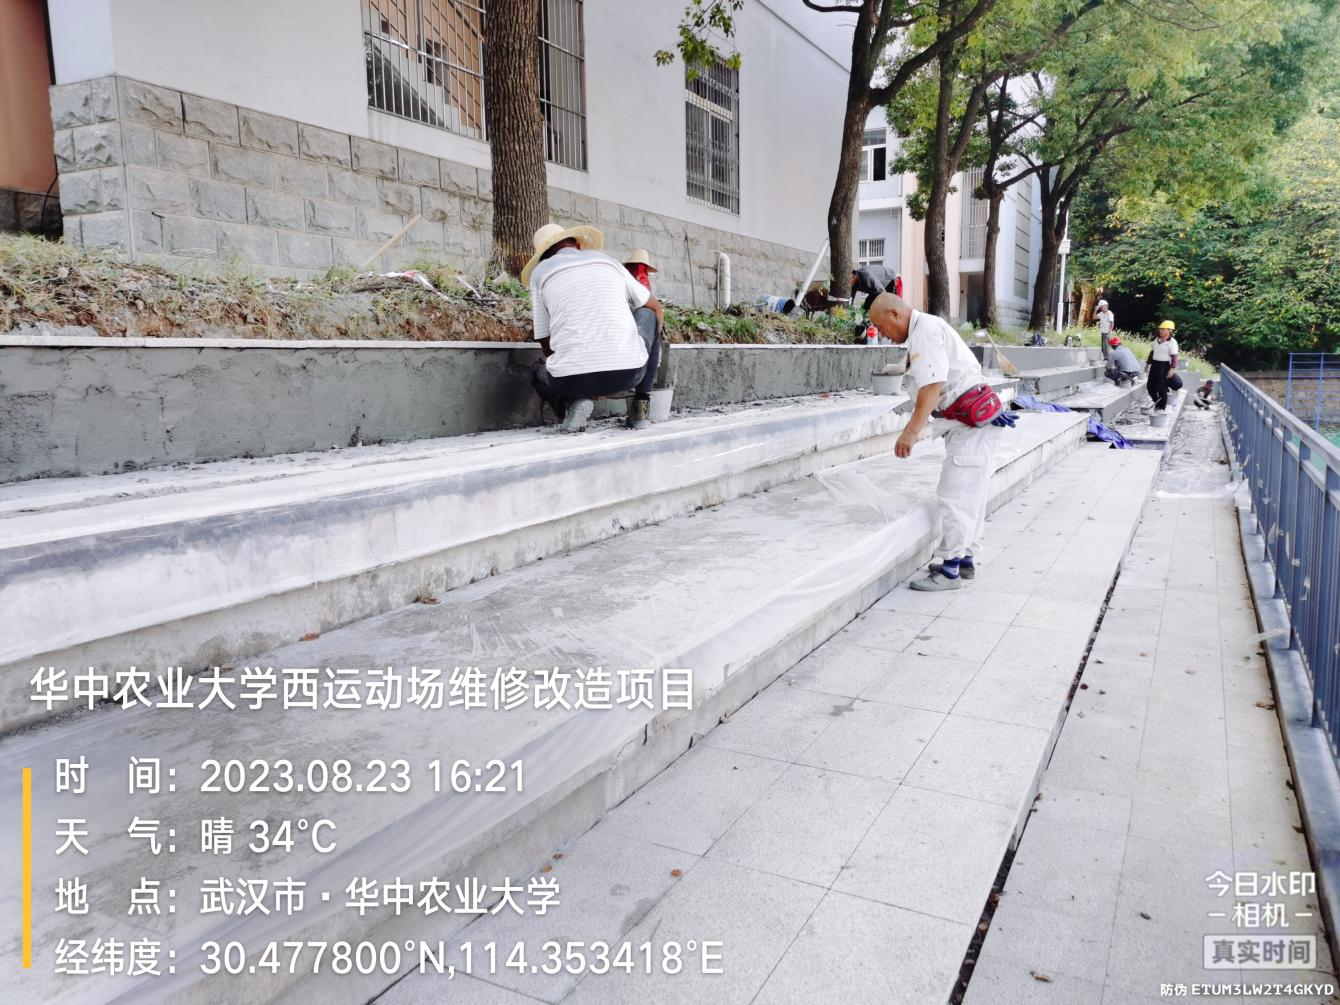 华中农业大学西运动场维修改造项目
时 间：2023.08.23 16:21
天 气：晴 34°C
地 点：武汉市·华中农业大学
经纬度：30.477800°N,114.353418°E
今日水印
－相机－
真实时间
防伪 ETUM3LW2T4GKYD